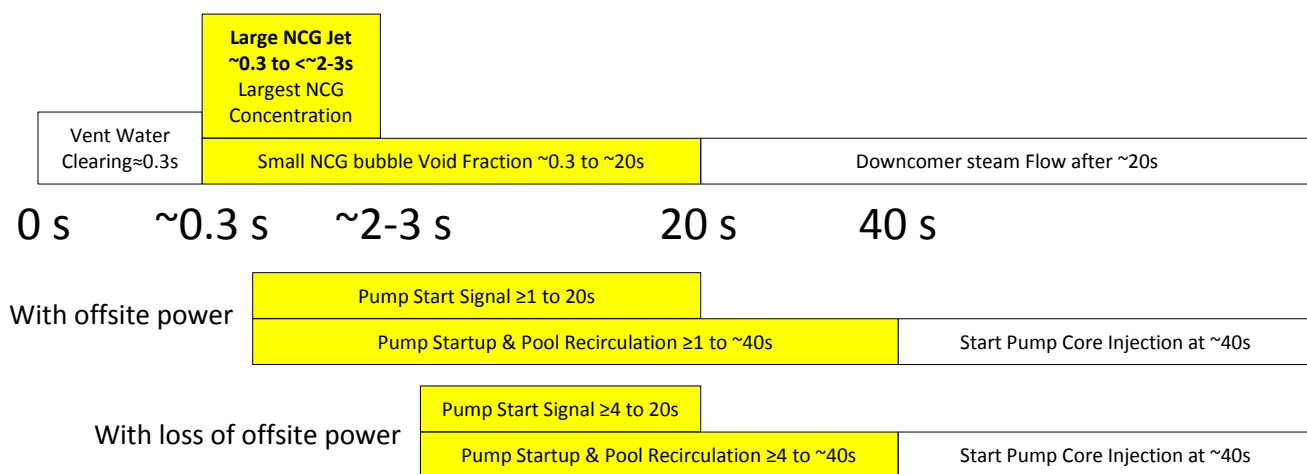 Large NCG Jet
~0.3 to <~2-3s
Largest NCG
Concentration
Vent Water
Clearing≈0.3s
Small NCG bubble Void Fraction ~0.3 to ~20s
Downcomer steam Flow after ~20s
0 s
~0.3 s
~2-3 s
20 s
40 s
With offsite power
Pump Start Signal ≥1 to 20s
Pump Startup & Pool Recirculation ≥1 to ~40s
Start Pump Core Injection at ~40s
With loss of offsite power
Pump Start Signal ≥4 to 20s
Pump Startup & Pool Recirculation ≥4 to ~40s
Start Pump Core Injection at ~40s